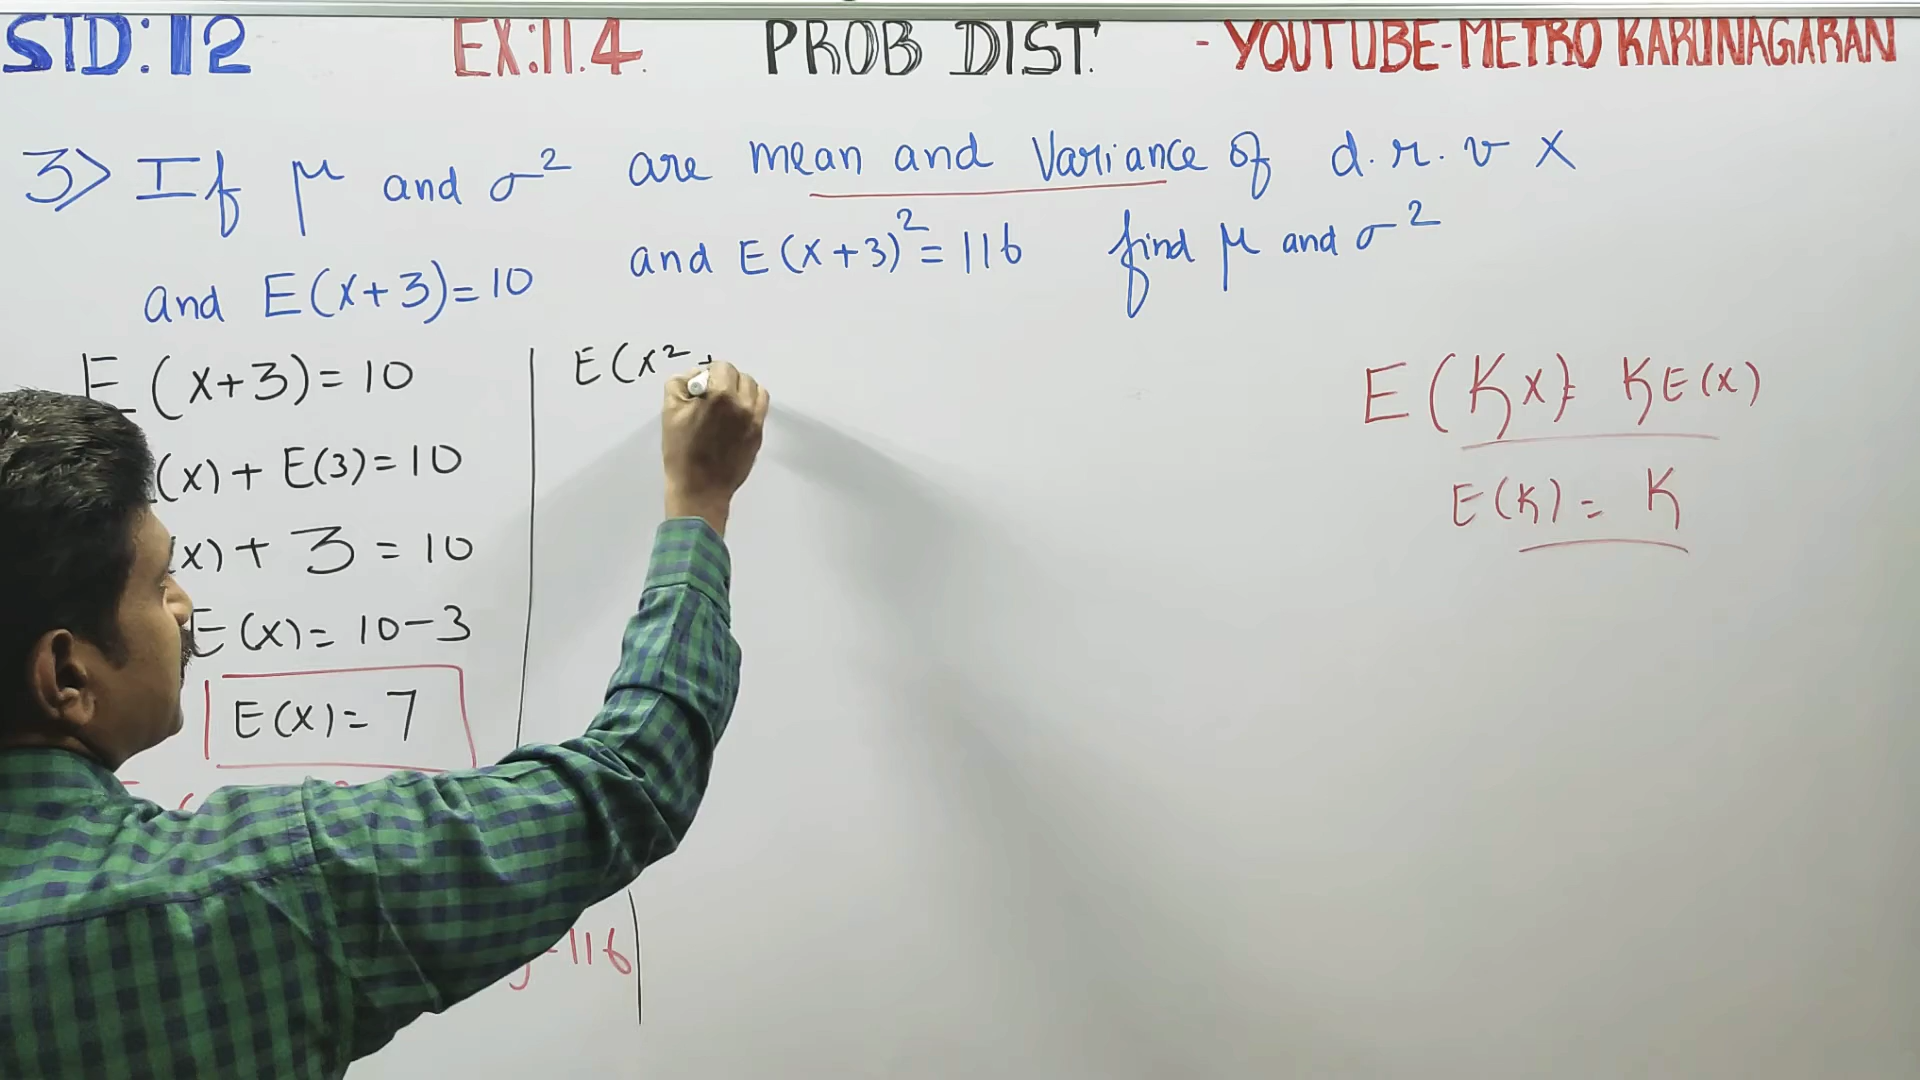 STD:12 EX:11.4. PROB DIST. - YOUTUBE-METRO KARUNAGARAN
3> If μ and σ² are mean and variance of d.r.v X
and E(x+3)=10 and E(x+3)²=116 find μ and σ²
E(x+3)=10
(x)+E(3)=10
(x)+3=10
E(x)=10-3
E(x)=7
=116
E(x²
E(Kx)= KE(x)
E(K)= K